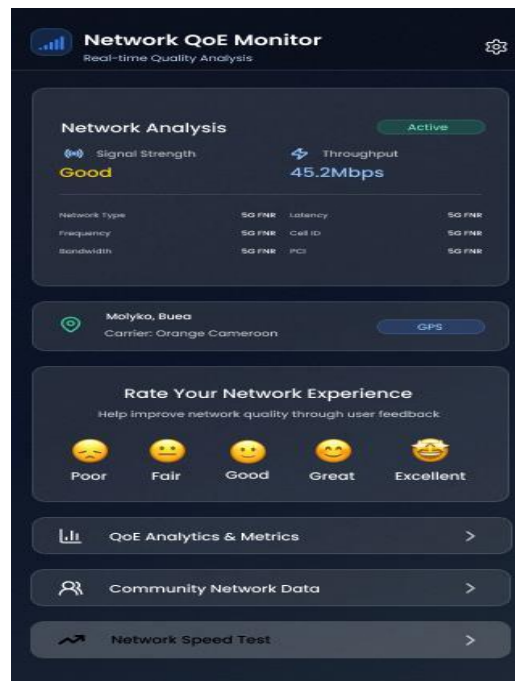 Network QoE Monitor
Real-time Quality Analysis
Network Analysis
Active
Signal Strength
Throughput
Good
45.2Mbps
Network Type 5G FNR Latency 5G FNR
Frequency 5G FNR Cell ID 5G FNR
Bandwidth 5G FNR PCI 5G FNR
Molyko, Buea
Carrier: Orange Cameroon
GPS
Rate Your Network Experience
Help improve network quality through user feedback
Poor Fair Good Great Excellent
QoE Analytics & Metrics
Community Network Data
Network Speed Test